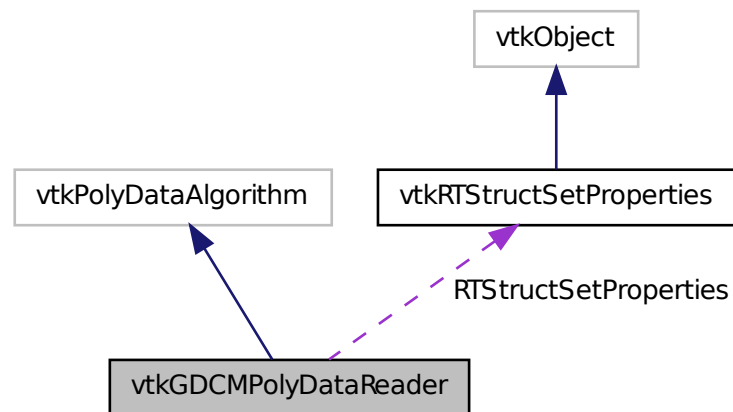 vtkObject
vtkPolyDataAlgorithm
vtkRTStructSetProperties
RTStructSetProperties
vtkGDCMPolyDataReader